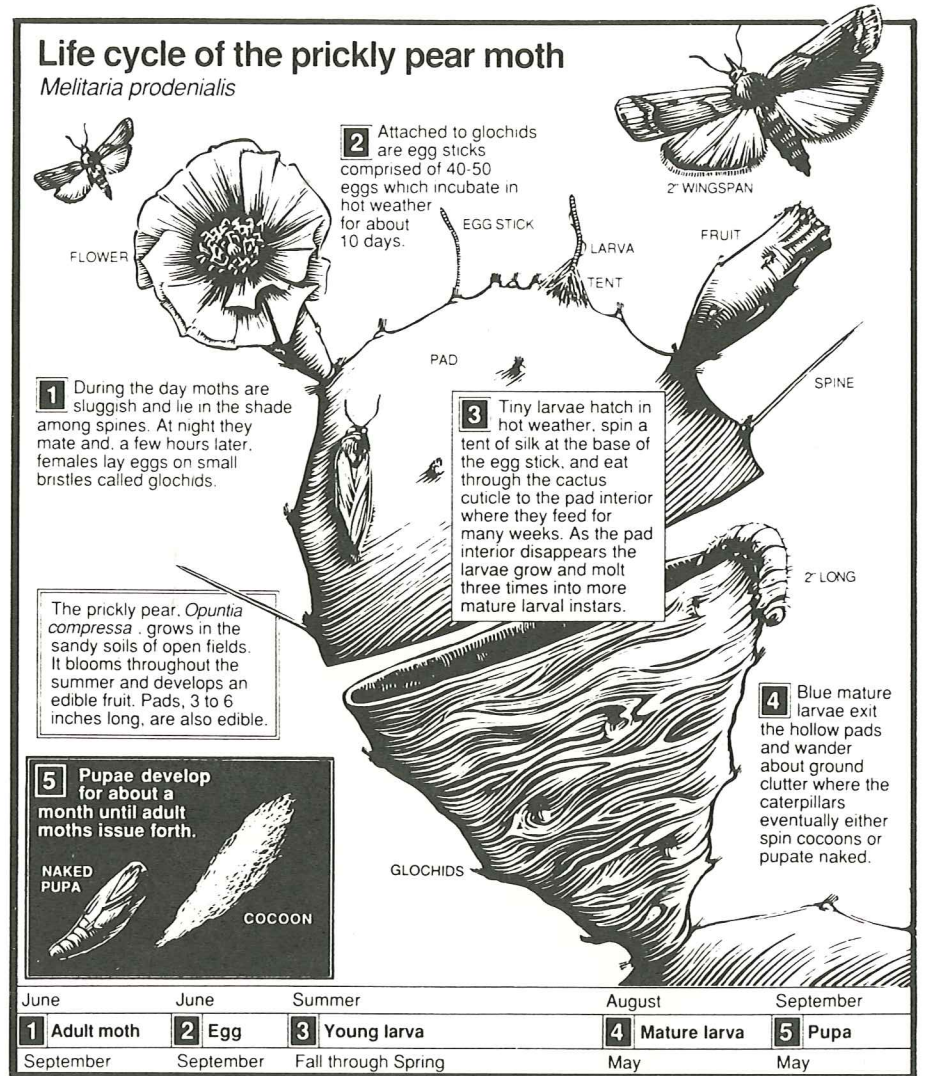 Life cycle of the prickly pear moth
Melitaria prodenialis
2" WINGSPAN
2 Attached to glochids
are egg sticks
comprised of 40-50
eggs which incubate in
hot weather
for about
10 days.
FLOWER
EGG STICK
LARVA
TENT
FRUIT
PAD
SPINE
1 During the day moths are
sluggish and lie in the shade
among spines. At night they
mate and, a few hours later,
females lay eggs on small
bristles called glochids.
3 Tiny larvae hatch in
hot weather, spin a
tent of silk at the base of
the egg stick, and eat
through the cactus
cuticle to the pad interior
where they feed for
many weeks. As the pad
interior disappears the
larvae grow and molt
three times into more
mature larval instars.
2" LONG
The prickly pear, Opuntia
compressa , grows in the
sandy soils of open fields.
It blooms throughout the
summer and develops an
edible fruit. Pads, 3 to 6
inches long, are also edible.
4 Blue mature
larvae exit
the hollow pads
and wander
about ground
clutter where the
caterpillars
eventually either
spin cocoons or
pupate naked.
5 Pupae develop
for about a
month until adult
moths issue forth.
NAKED
PUPA
COCOON
GLOCHIDS
June June Summer August September
1 Adult moth 2 Egg 3 Young larva 4 Mature larva 5 Pupa
September September Fall through Spring May May